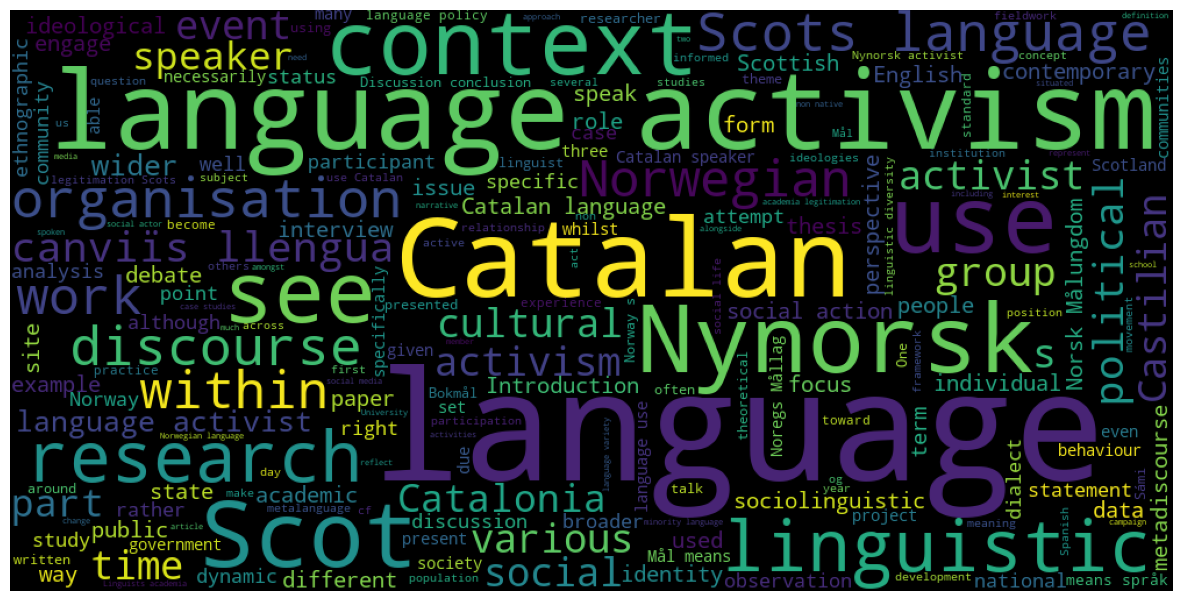 ideological
many
language policy
approach
researcher
event
context
Scots language
fieldwork
definition
engage
using
two
need
informed
Nynorsk activist
concept
speaker
necessarily
status
Discussion conclusion
several
studies
Scottish
English
contemporary
ethnographic
community
question
able
us
media
language activism
speak
role
case
theme
form
non native
situated
Mål
standard
communities
wider
well
participant
linguist
three
Catalan speaker
ideologies
institution
represent
Scotland
legitimation Scots
subject
use Catalan
issue
specific
Norwegian
activist
organisation
become
narrative
Catalan language
attempt
academia legitimation
including
interest
interview
social actor
non
relationship
whilst
alongside
thesis
perspective
linguistic diversity
use
political
Castilian
canviïs llengua
spoken
others
amongst
active
act
Catalan
analysis
debate
point
see
group
work
although
across
case studies
much
specifically
presented
experience
social action
social life
people
position
school
site
practice
first
cultural
Norway s
Nynorsk
s
Norsk Målungdom
movement
discourse
given
activism
Noregs Mållag
One
framework
example
Norway
within
paper
social media
Bokmål
Introduction
often
focus
theoretical
individual
language activist
right
University
set
participation
activities
member
language
language use
toward
term
even
behaviour
Norwegian language
day
reflect
due
language variety
talk
og
year
dialect
metadiscourse
Sámi
research
around
state
academic
Catalonia
sociolinguistic
statement
rather
make
metalanguage
cf
minority language
meaning
data
part
change
article
discussion
broader
used
project
Spanish
campaign
study
public
Scot
present
various
linguistic
written
government
society
Mål means
way
time
dynamic
different
population
social
identity
observation
development
national
means språk
linguistic academia